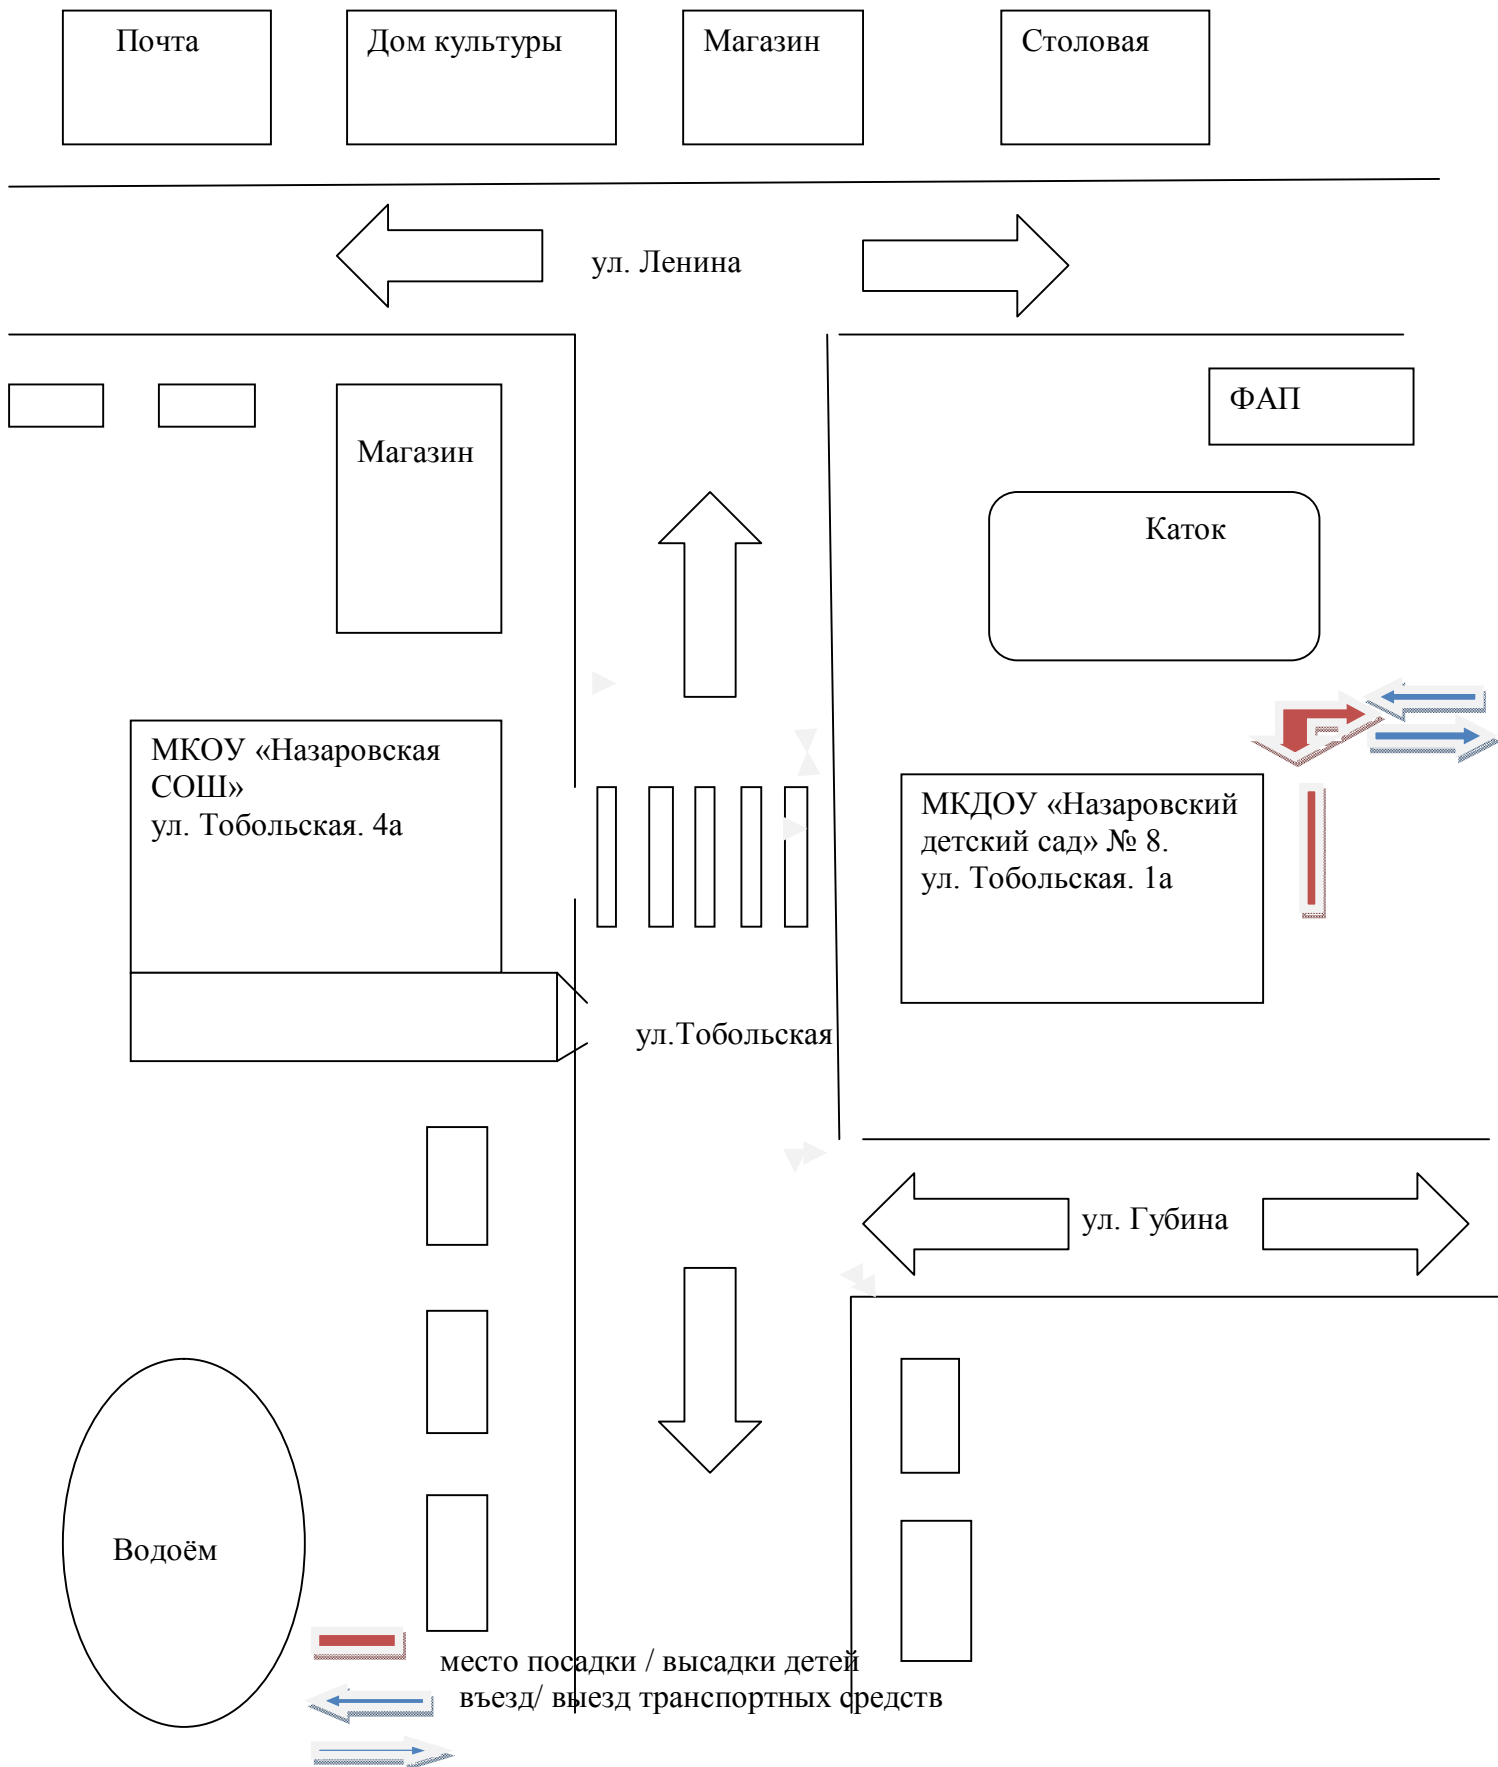 Почта
Дом культуры
Магазин
Столовая
ул. Ленина
ФАП
Магазин
Каток
МКОУ «Назаровская
СОШ»
ул. Тобольская. 4а
МКДОУ «Назаровский
детский сад» № 8.
ул. Тобольская. 1а
ул.Тобольская
ул. Губина
Водоём
место посадки / высадки детей
въезд/ выезд транспортных средств